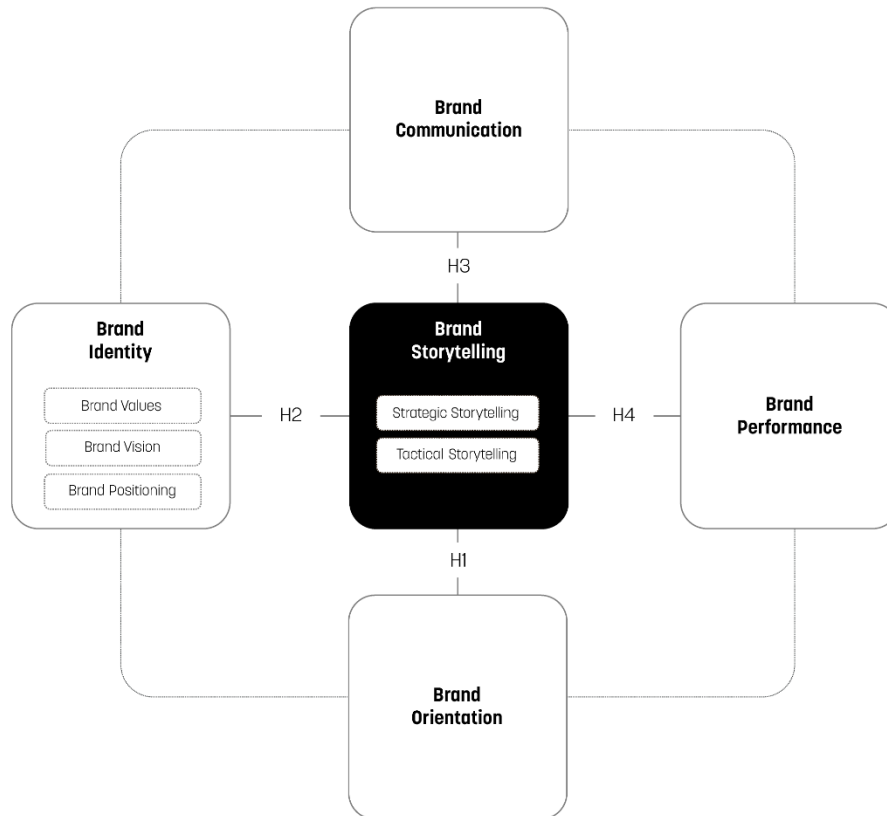 Brand
Communication
H3
Brand
Identity
Brand Values
Brand Vision
Brand Positioning
H2
Brand
Storytelling
Strategic Storytelling
Tactical Storytelling
H4
Brand
Performance
H1
Brand
Orientation